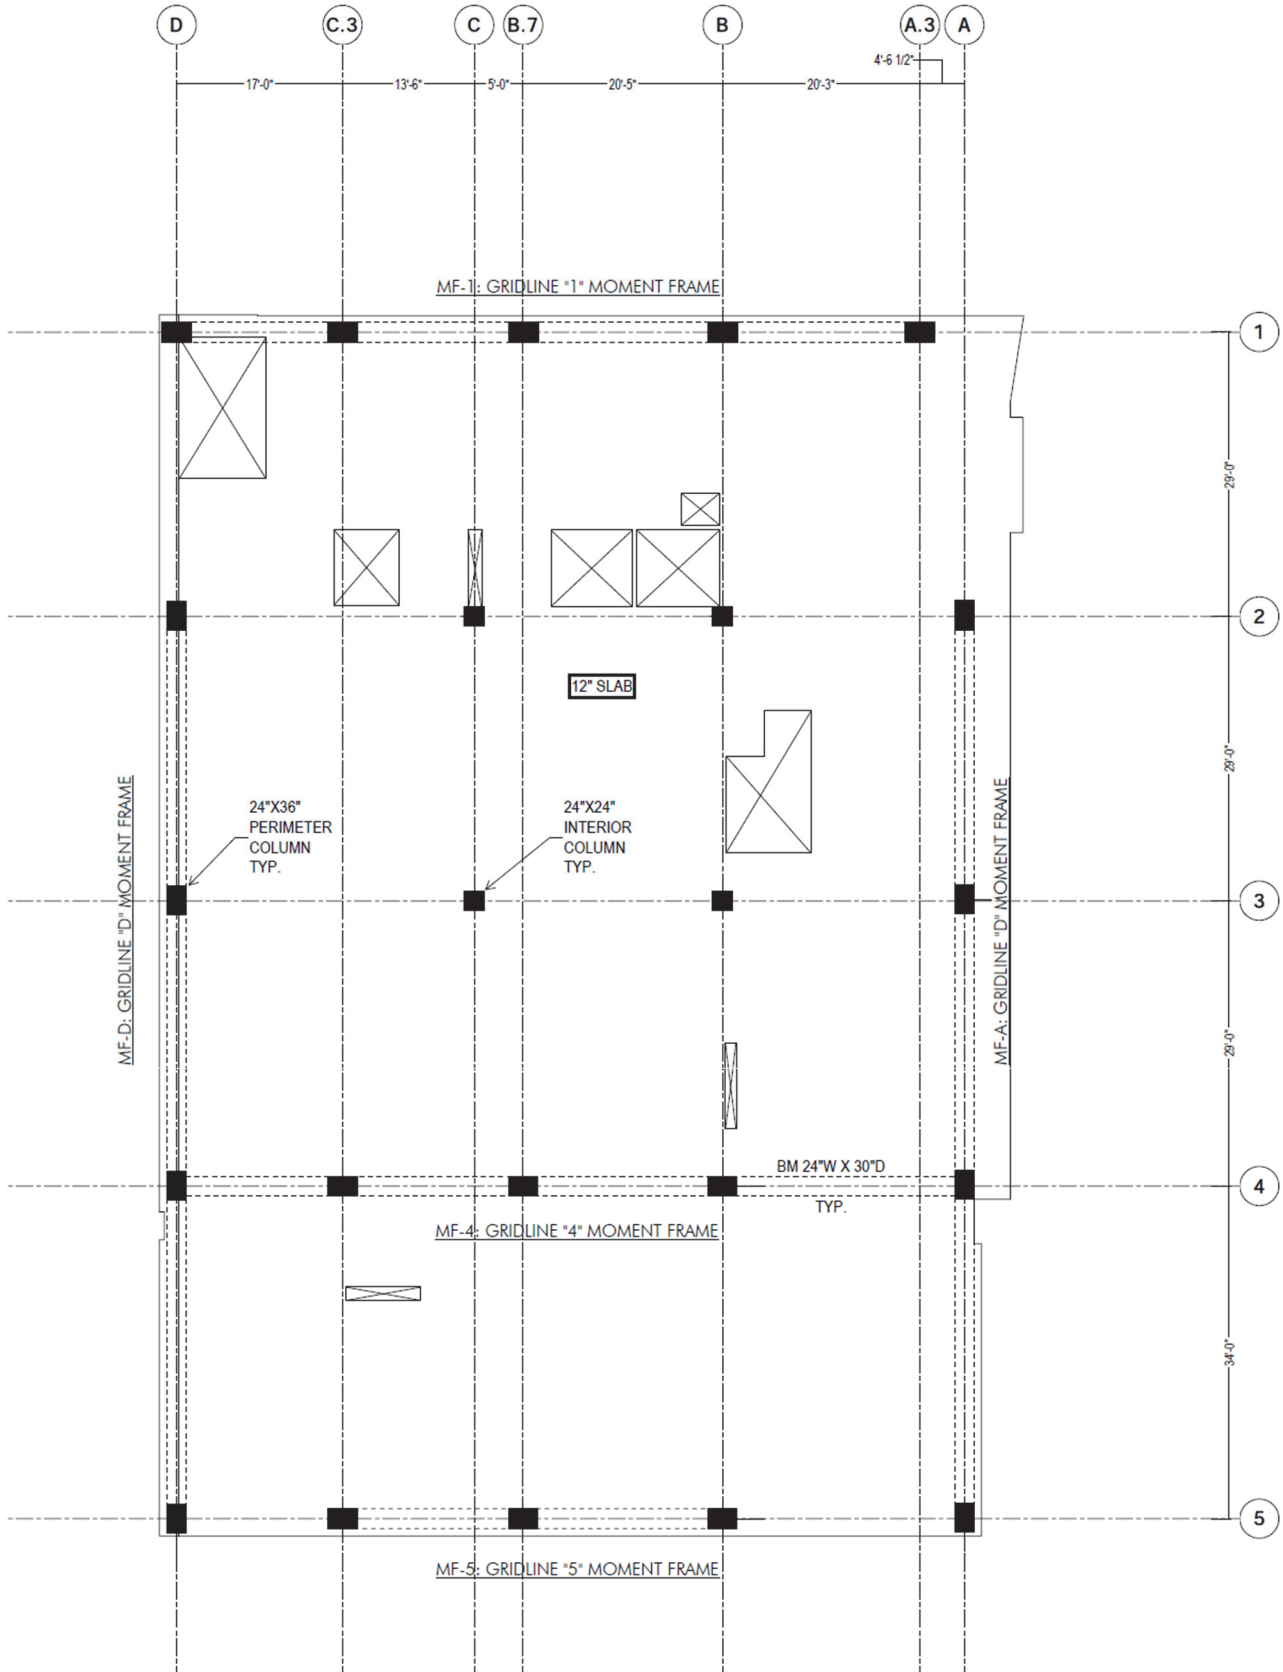 D C.3 C B.7 B A.3 A
4'-6 1/2"
17'-0" 13'-6" 5'-0" 20'-5" 20'-3"
MF-1: GRIDLINE "1" MOMENT FRAME
1
29'-0"
2
12" SLAB
29'-0"
24"X36"
PERIMETER
COLUMN
TYP.
24"X24"
INTERIOR
COLUMN
TYP.
MF-D: GRIDLINE "D" MOMENT FRAME
MF-A: GRIDLINE "D" MOMENT FRAME
3
29'-0"
BM 24"W X 30"D
TYP.
4
MF-4: GRIDLINE "4" MOMENT FRAME
34'-0"
5
MF-5: GRIDLINE "5" MOMENT FRAME